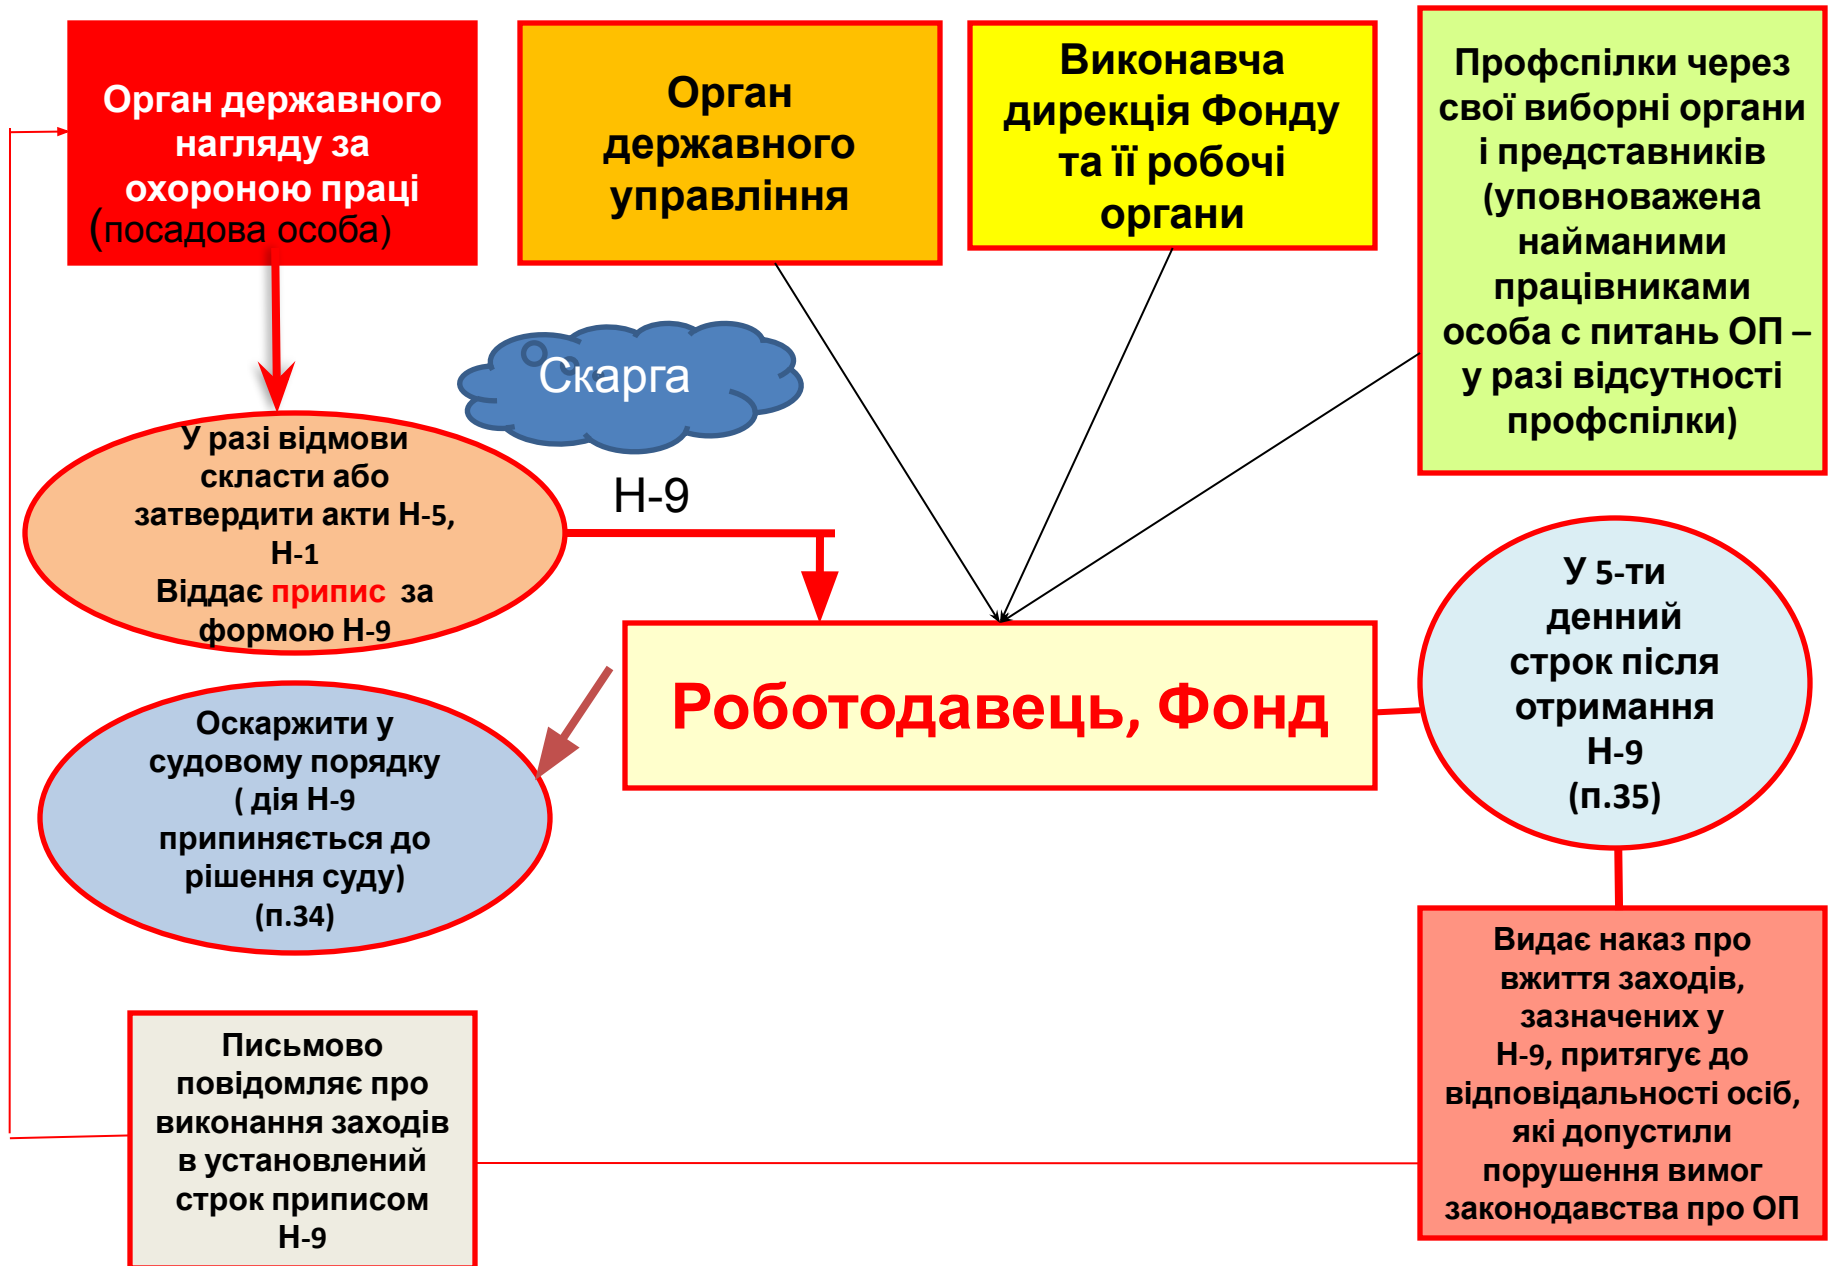 Орган державного
нагляду за
охороною праці
(посадова особа)
Орган
державного
управління
Виконавча
дирекція Фонду
та її робочі
органи
Профспілки через
свої виборні органи
і представників
(уповноважена
найманими
працівниками
особа с питань ОП –
у разі відсутності
профспілки)
Скарга
У разі відмови
скласти або
затвердити акти Н-5,
Н-1
Віддає припис за
формою Н-9
Н-9
Роботодавець, Фонд
У 5-ти
денний
строк після
отримання
Н-9
(п.35)
Оскаржити у
судовому порядку
( дія Н-9
припиняється до
рішення суду)
(п.34)
Видає наказ про
вжиття заходів,
зазначених у
Н-9, притягує до
відповідальності осіб,
які допустили
порушення вимог
законодавства про ОП
Письмово
повідомляє про
виконання заходів
в установлений
строк приписом
Н-9